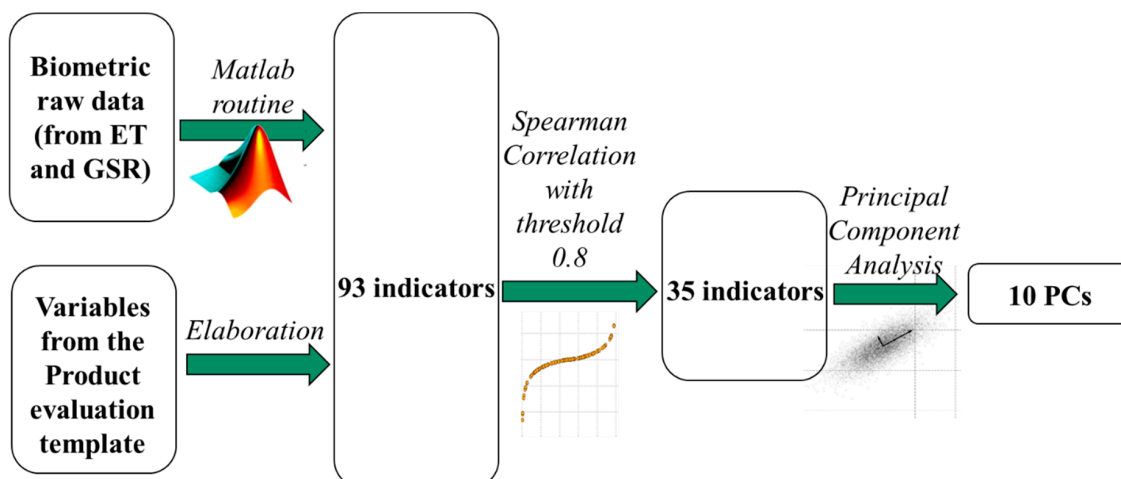 Biometric
raw data
(from ET
and GSR)
Matlab
routine
Variables
from the
Product
evaluation
template
Elaboration
93 indicators
Spearman
Correlation
with
threshold
0.8
35 indicators
Principal
Component
Analysis
10 PCs